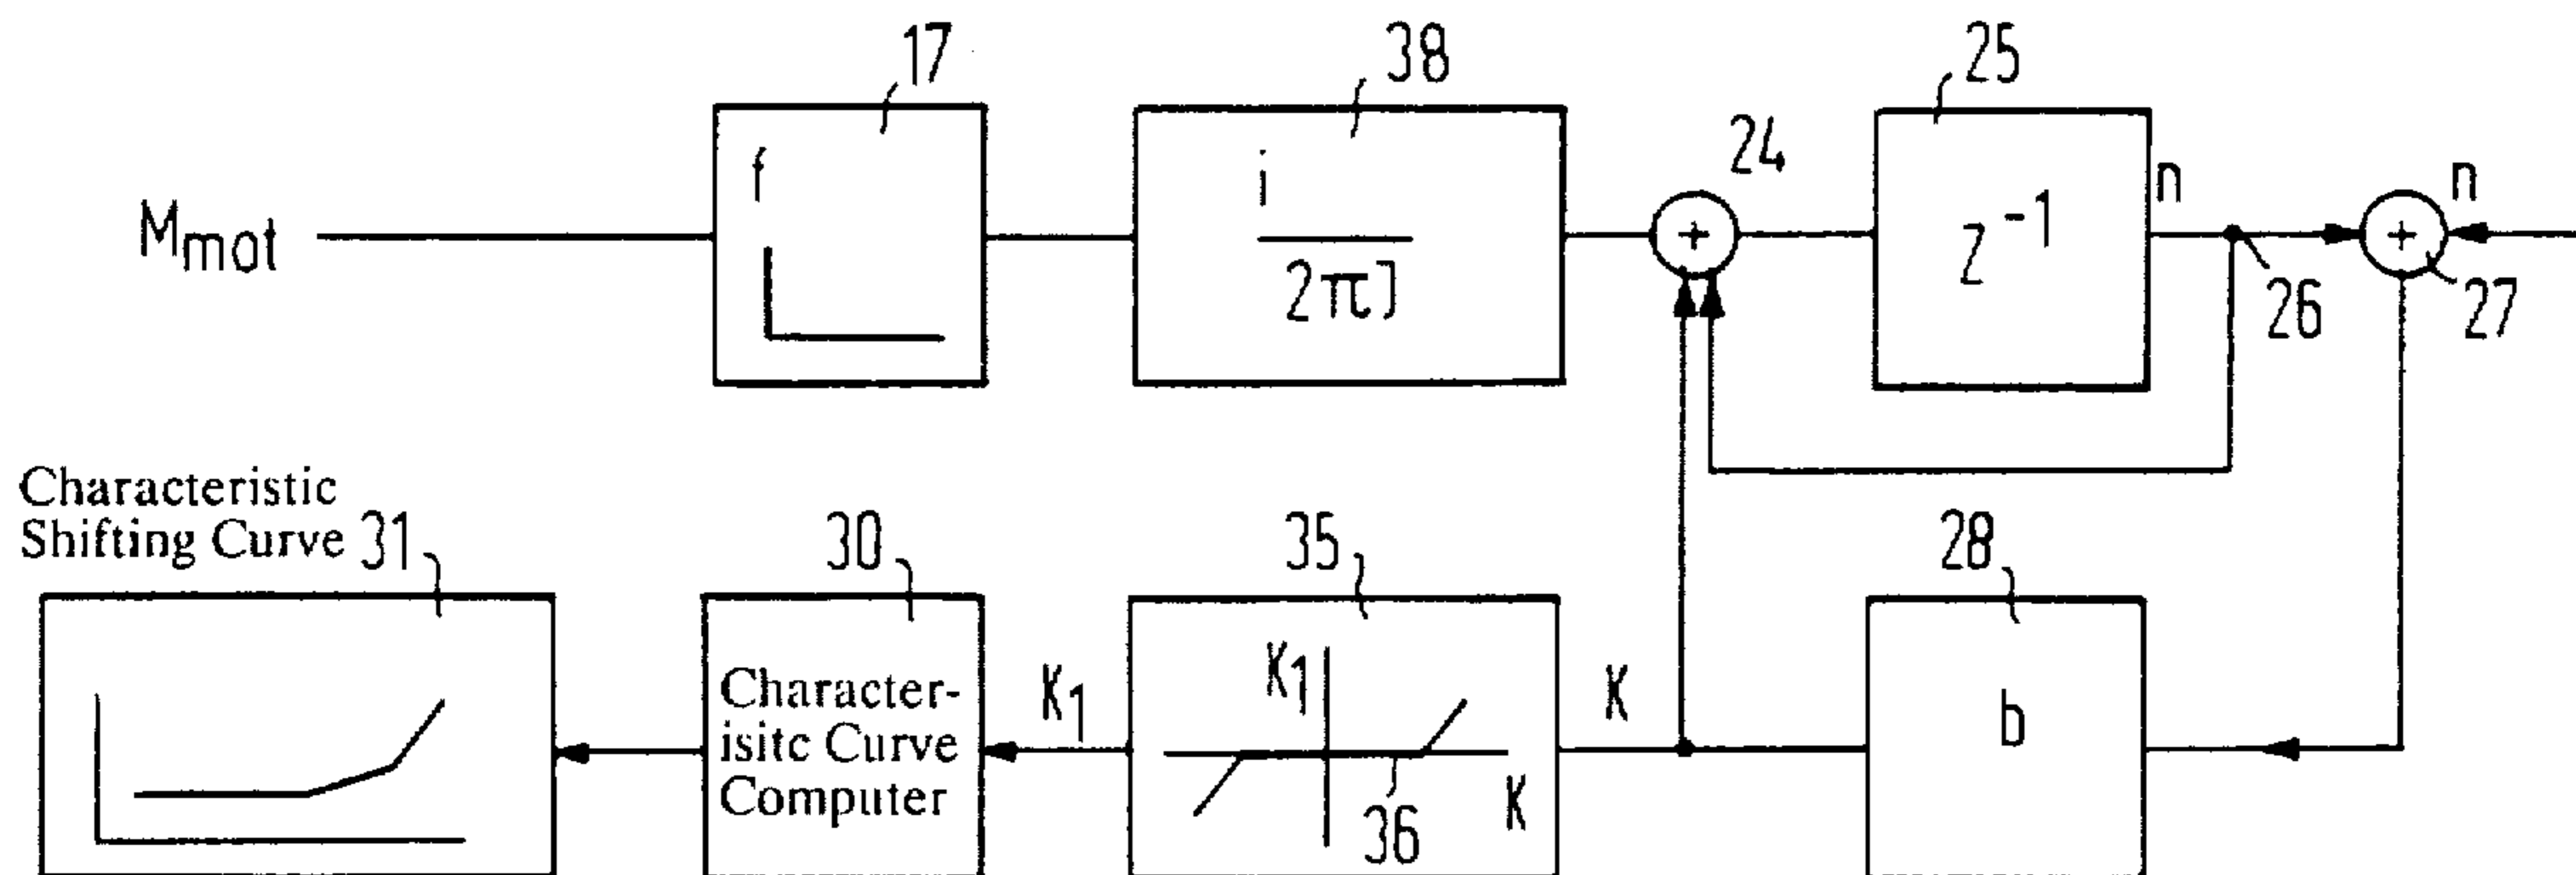 17
38
25
24
f
i
2πJ
z⁻¹
n
n
M_mot
26
27
Characteristic
Shifting Curve 31
30
35
28
Character-
isitc Curve
Computer
K₁
K₁
K
K
36
b